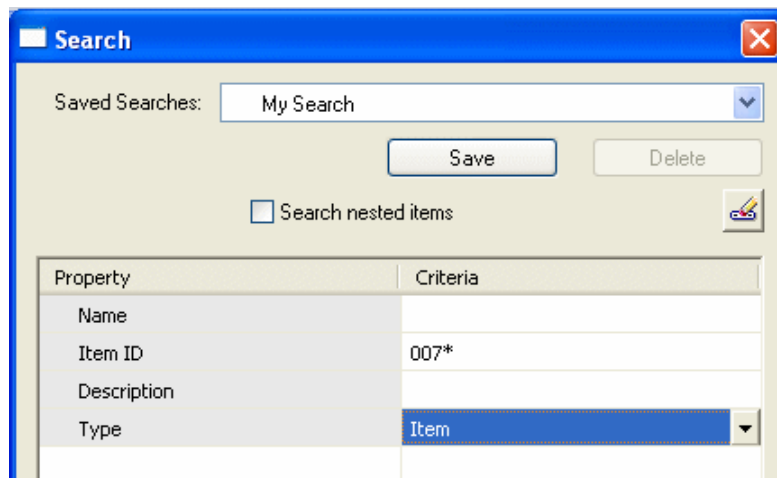 Search
Saved Searches: My Search
Save Delete
Search nested items
Property Criteria
Name
Item ID 007*
Description
Type Item